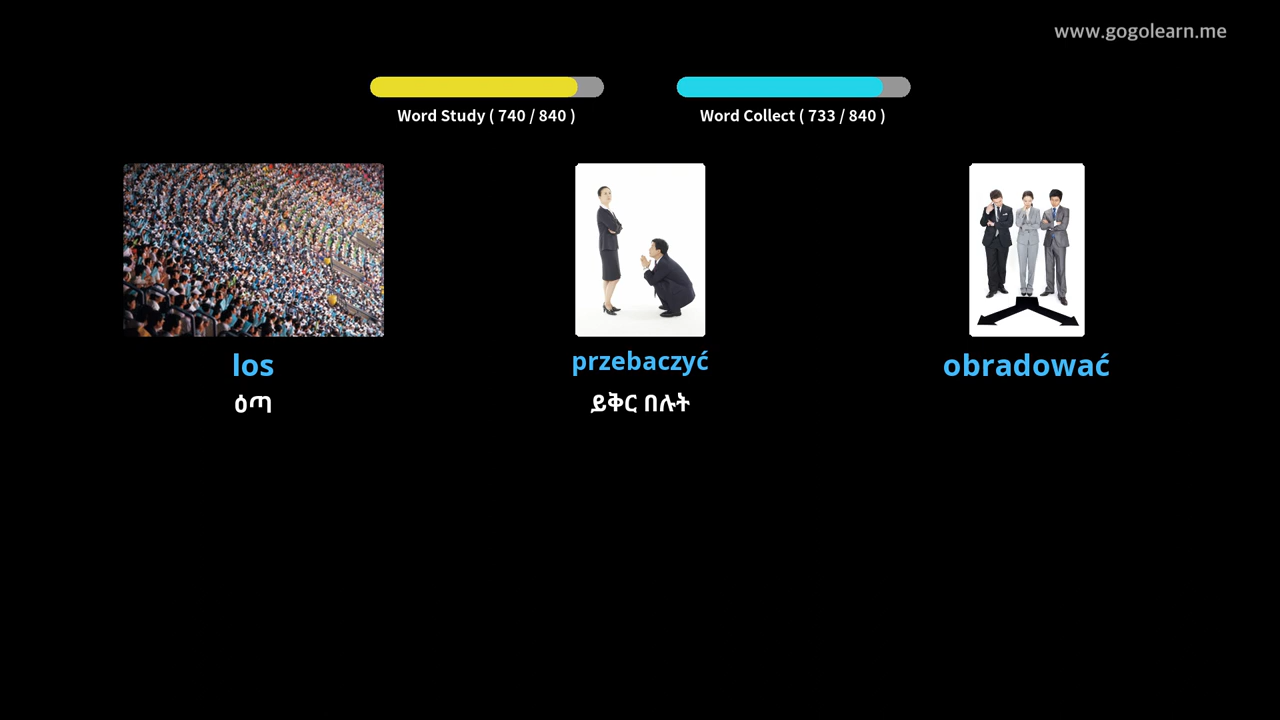 www.gogolearn.me
Word Study ( 740 / 840 )
Word Collect ( 733 / 840 )
los
ዕጣ
przebaczyć
ይቅር በሉት
obradować